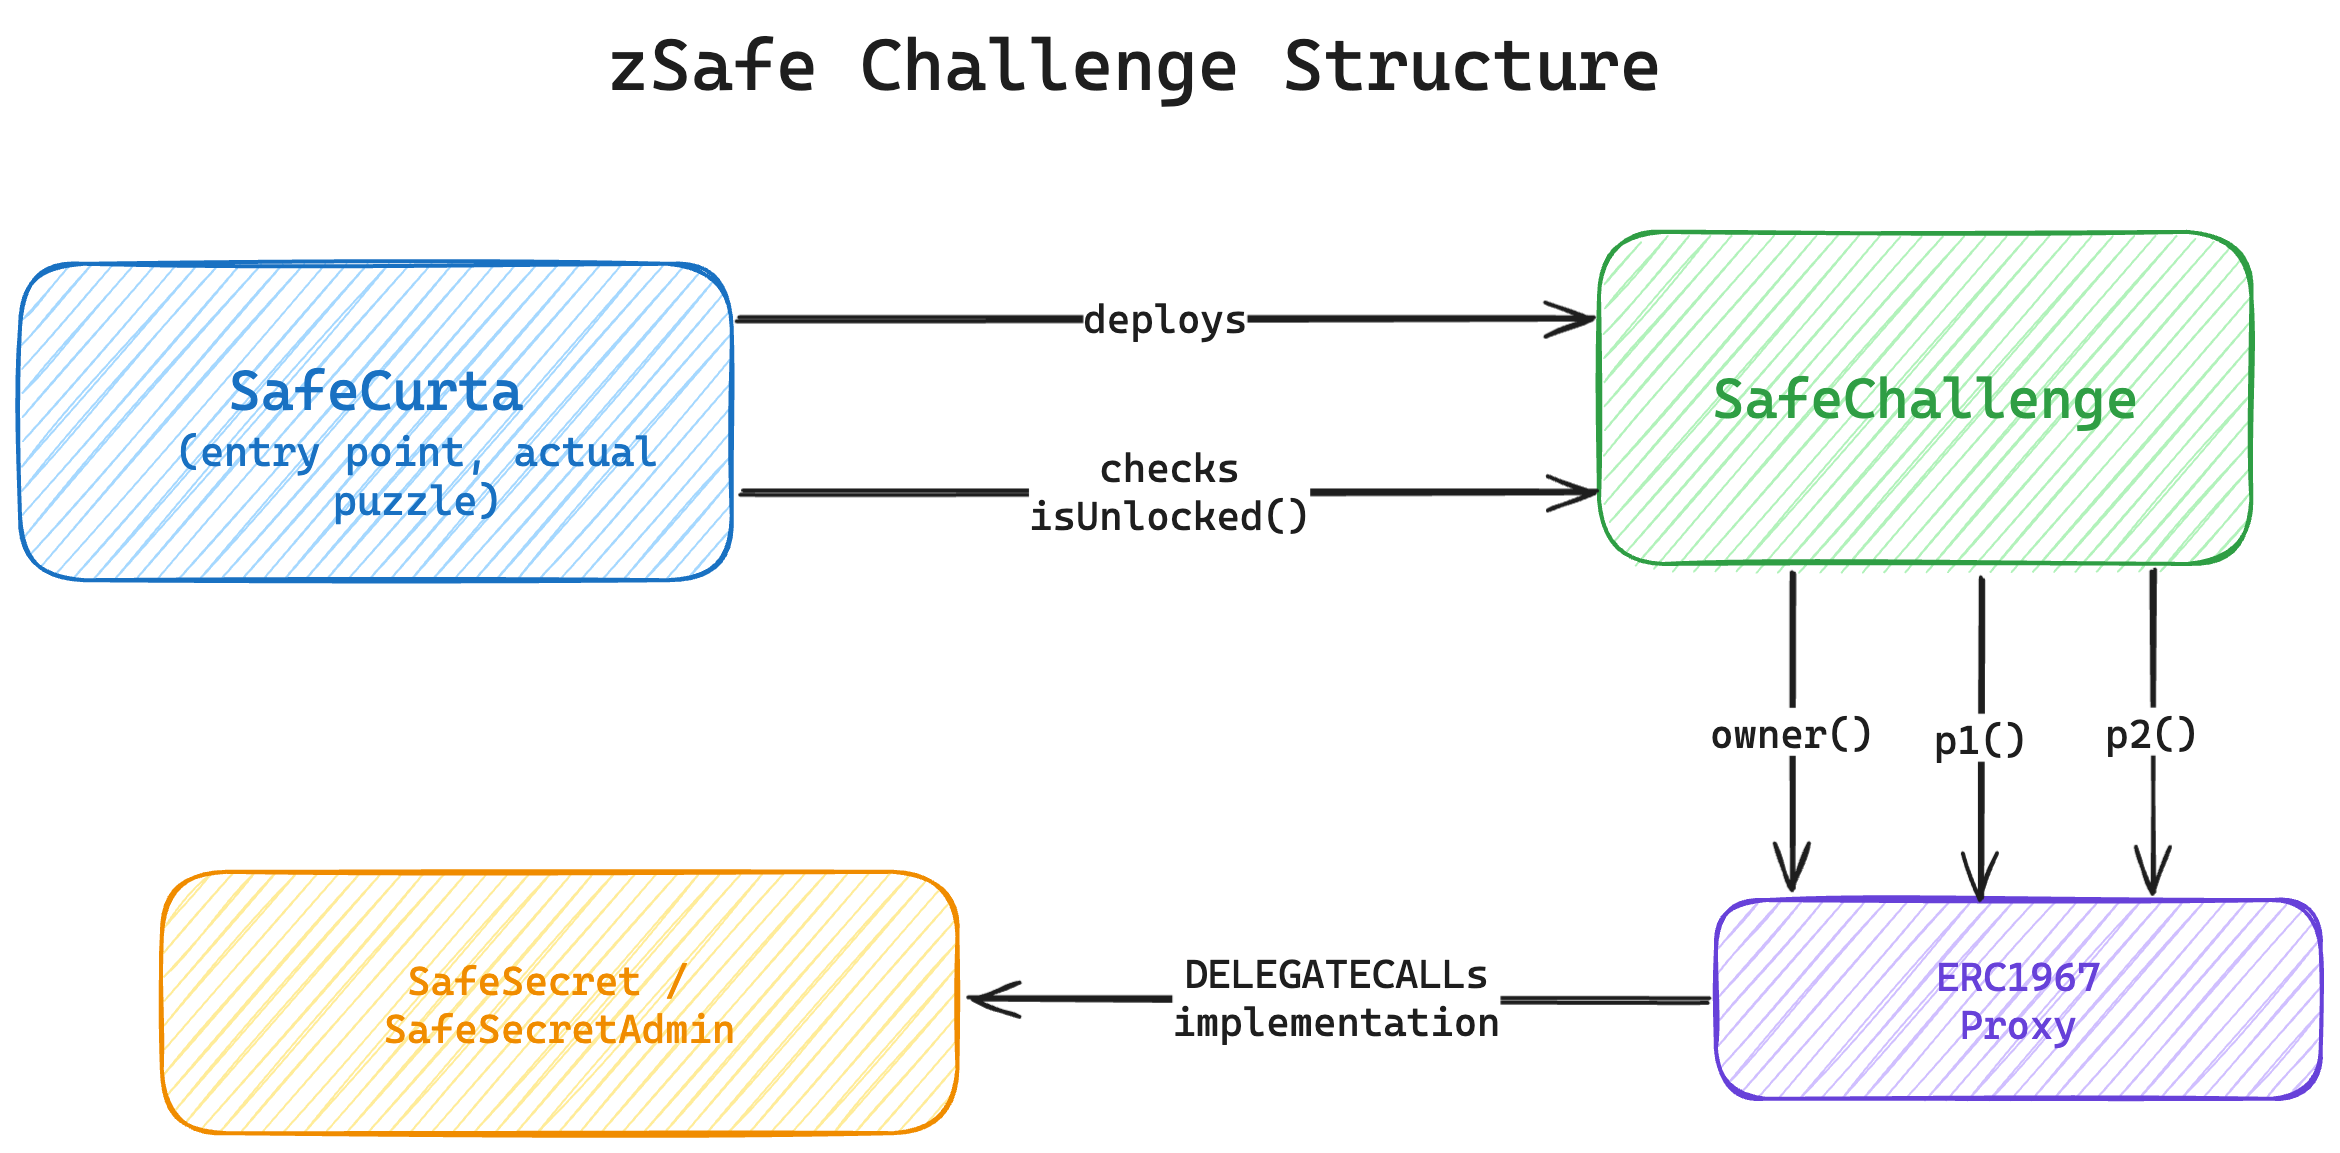 zSafe Challenge Structure
deploys
SafeCurta
(entry point, actual
puzzle)
checks
isUnlocked()
SafeChallenge
owner()
p1()
p2()
SafeSecret /
SafeSecretAdmin
DELEGATECALLs
implementation
ERC1967
Proxy